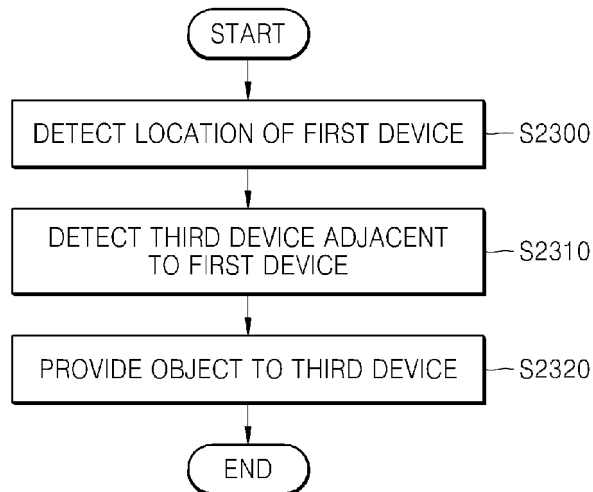 START
DETECT LOCATION OF FIRST DEVICE
S2300
DETECT THIRD DEVICE ADJACENT
TO FIRST DEVICE
S2310
PROVIDE OBJECT TO THIRD DEVICE
S2320
END